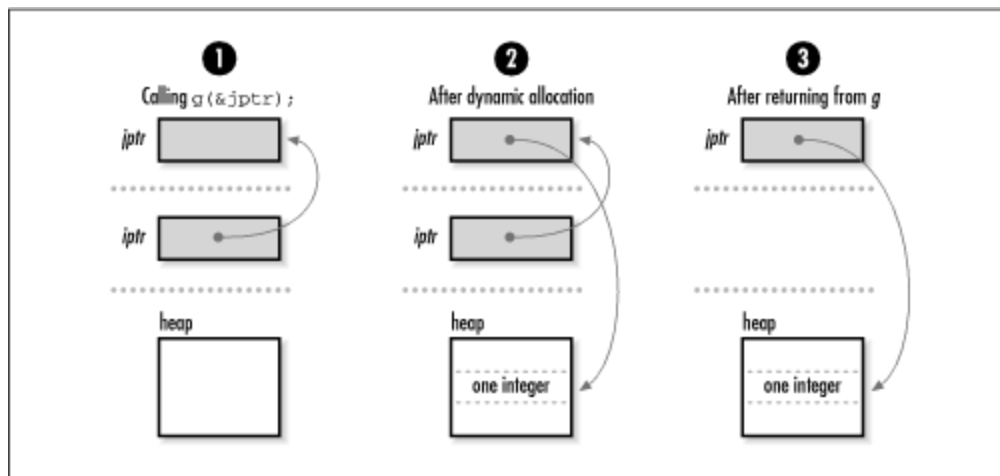 1
Calling g(&jptr);
jptr
iptr
heap
2
After dynamic allocation
jptr
iptr
heap
one integer
3
After returning from g
jptr
heap
one integer